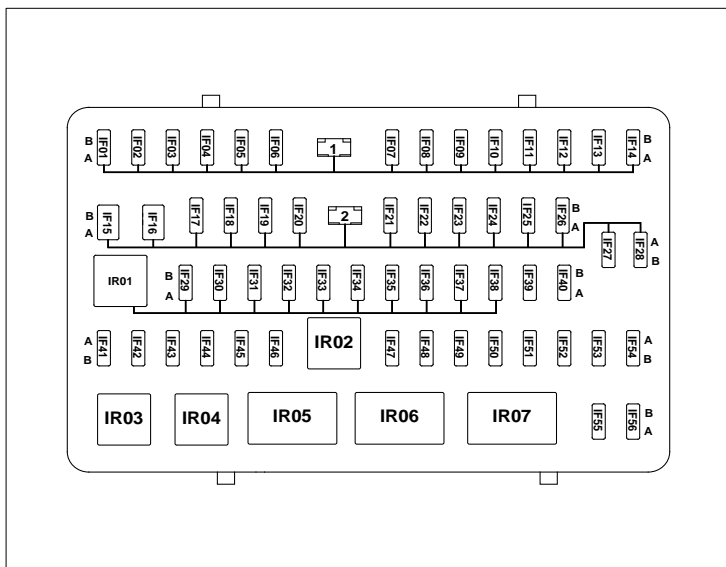 B IF01 IF02 IF03 IF04 IF05 IF06 1 IF07 IF08 IF09 IF10 IF11 IF12 IF13 IF14 B
A A
B IF15 IF16 IF17 IF18 IF19 IF20 2 IF21 IF22 IF23 IF24 IF25 IF26 B
A A
IF27 IF28 A
B
IR01 B IF29 IF30 IF31 IF32 IF33 IF34 IF35 IF36 IF37 IF38 IF39 IF40 B
A A
A IF41 IF42 IF43 IF44 IF45 IF46 IR02 IF47 IF48 IF49 IF50 IF51 IF52 IF53 IF54 A
B B
IR03 IR04 IR05 IR06 IR07 IF55 IF56 B
A